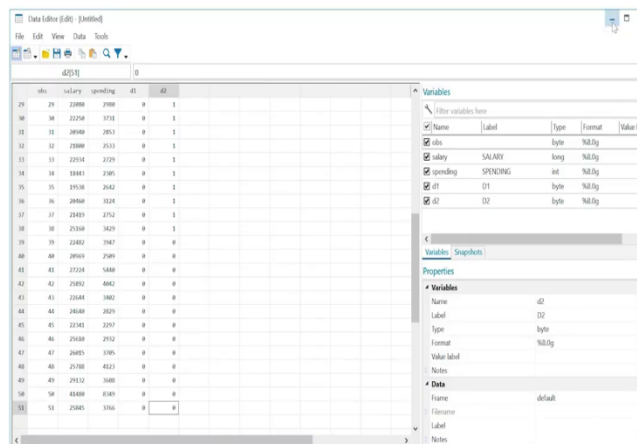 Data Editor (Edit) - [Untitled]
File Edit View Data Tools
d2[51] 0
obs salary spending d1 d2
29 29 22080 2980 0 1
30 30 22250 3731 0 1
31 31 20940 2853 0 1
32 32 21800 2533 0 1
33 33 22934 2729 0 1
34 34 18443 2305 0 1
35 35 19538 2642 0 1
36 36 20460 3124 0 1
37 37 21419 2752 0 1
38 38 25160 3429 0 1
39 39 22482 3947 0 0
40 40 20969 2509 0 0
41 41 27224 5440 0 0
42 42 25892 4042 0 0
43 43 22644 3402 0 0
44 44 24640 2829 0 0
45 45 22341 2297 0 0
46 46 25610 2932 0 0
47 47 26015 3705 0 0
48 48 25788 4123 0 0
49 49 29132 3608 0 0
50 50 41480 8349 0 0
51 51 25845 3766 0 0
Variables
Filter variables here
Name Label Type Format Value
obs byte %8.0g
salary SALARY long %8.0g
spending SPENDING int %8.0g
d1 D1 byte %8.0g
d2 D2 byte %8.0g
Variables Snapshots
Properties
Variables
Name d2
Label D2
Type byte
Format %8.0g
Value label
Notes
Data
Frame default
Filename
Label
Notes